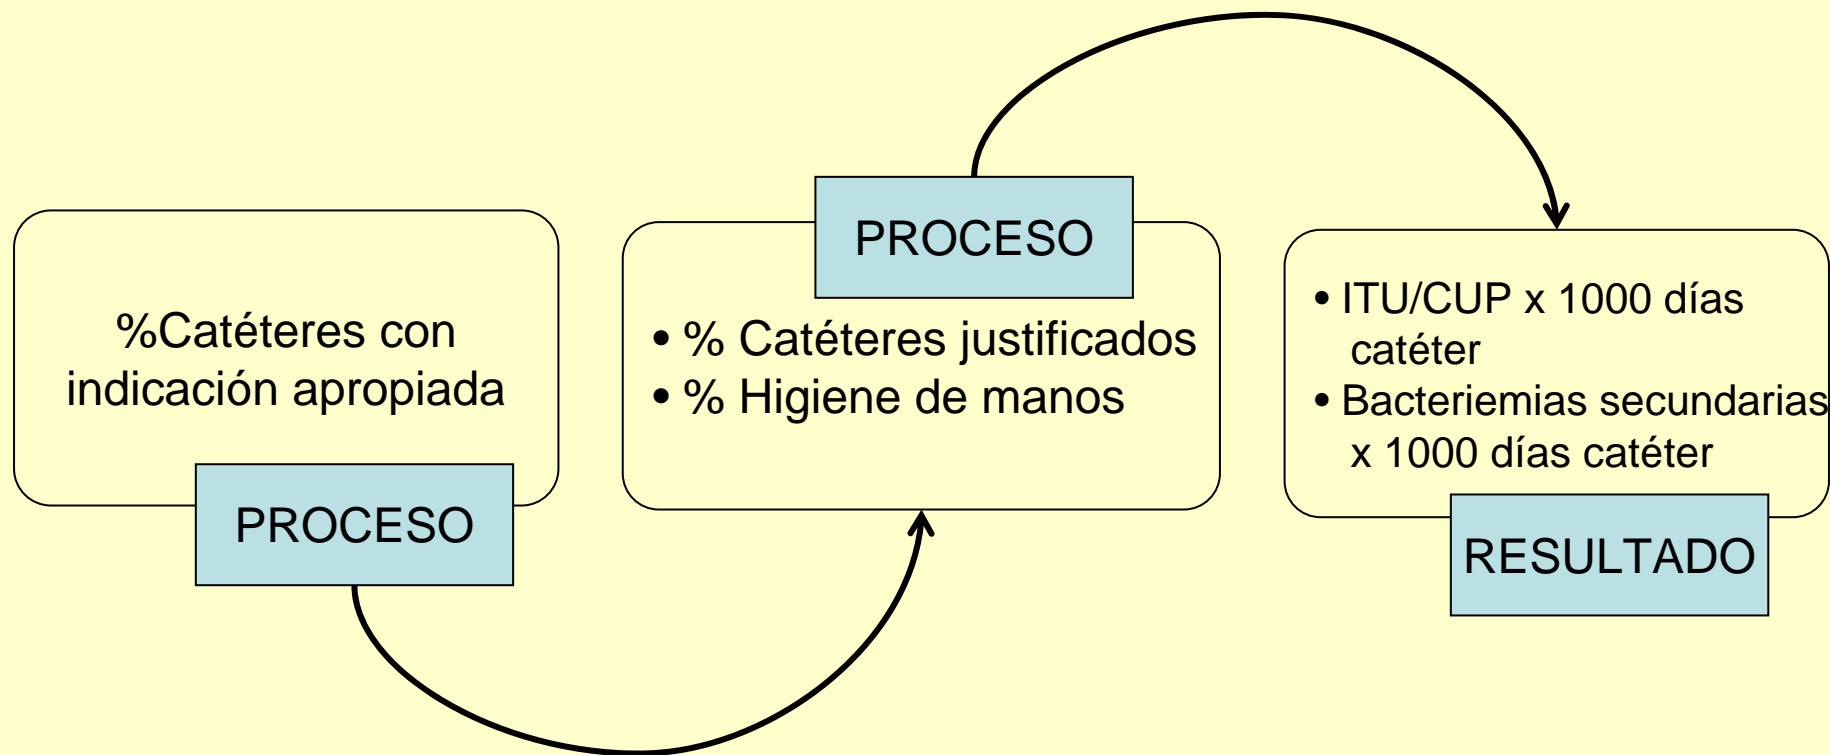 %Catéteres con
indicación apropiada
PROCESO
PROCESO
• % Catéteres justificados
• % Higiene de manos
• ITU/CUP x 1000 días
catéter
• Bacteriemias secundarias
x 1000 días catéter
RESULTADO